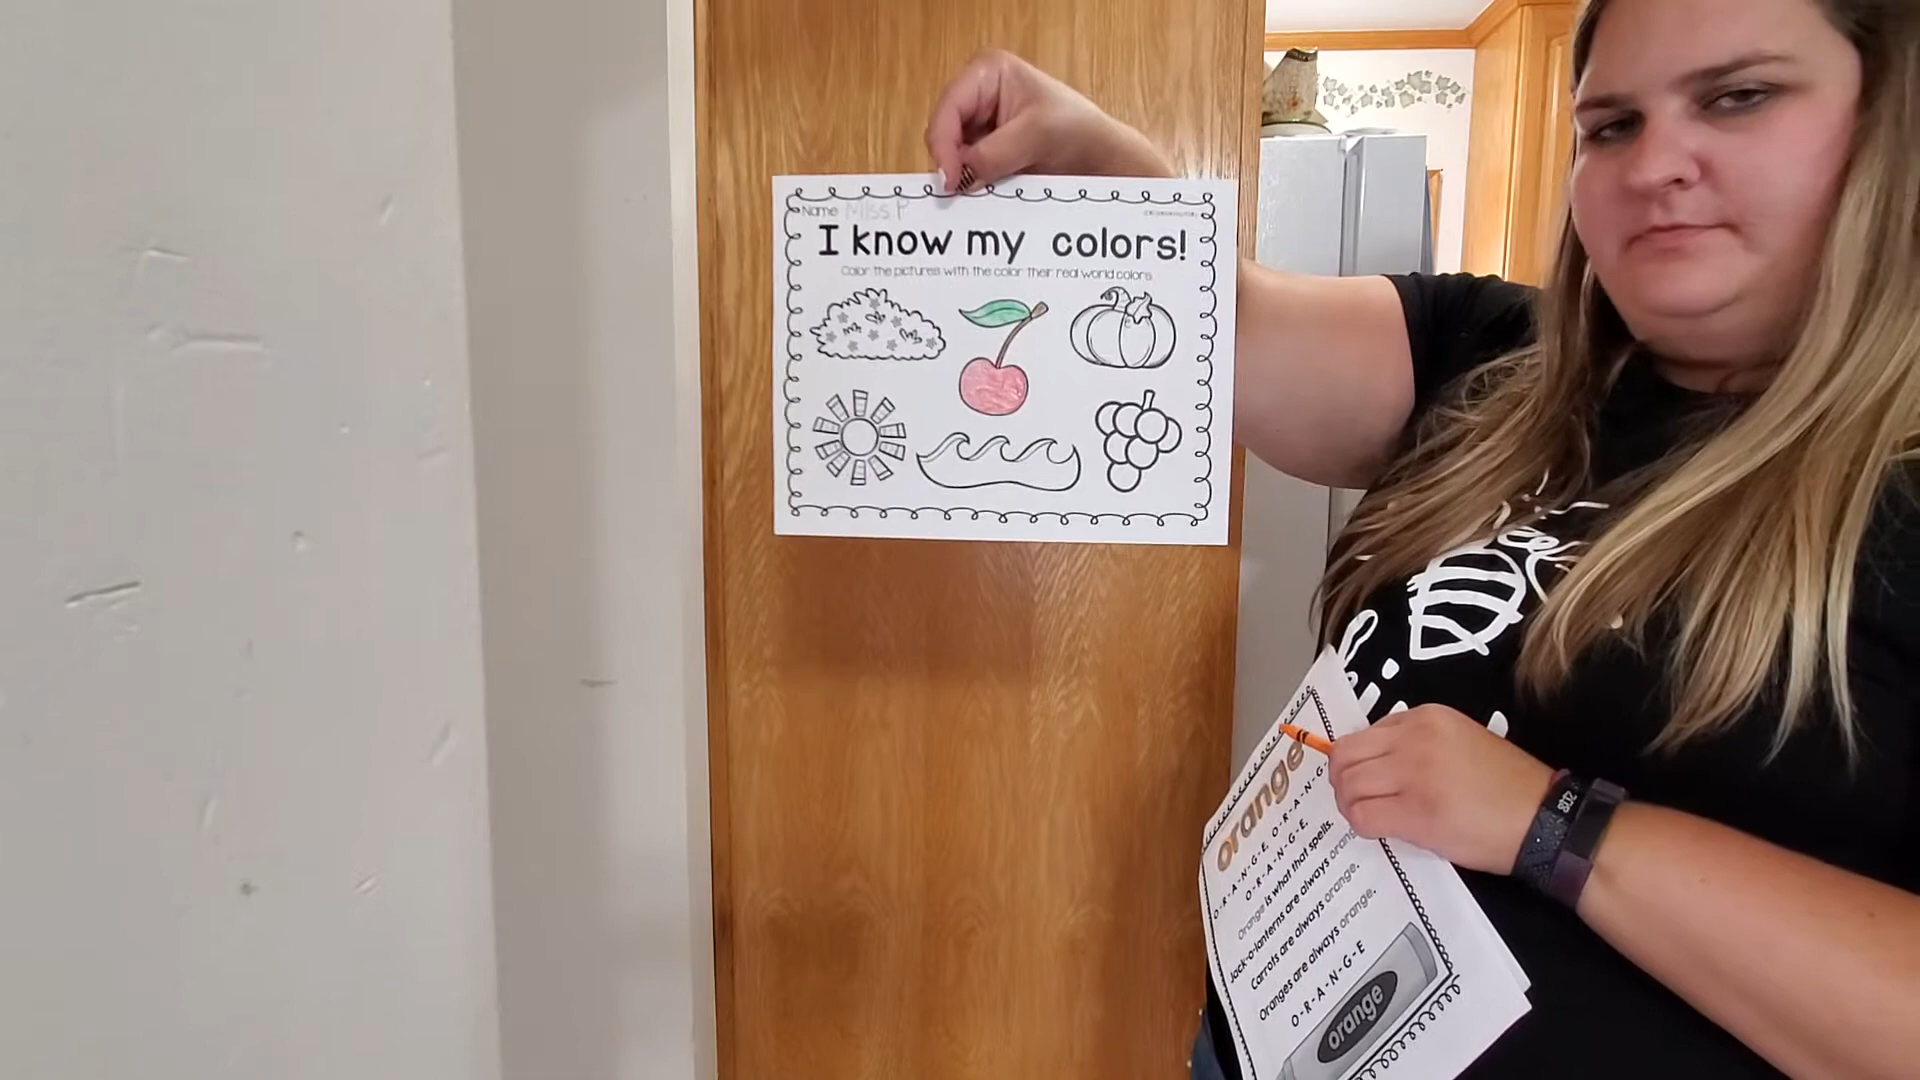 Name Miss P
I know my colors!
Color the pictures with the color their real world colors.
orange
O-R-A-N-G-E, O-R-A-N-G-
O-R-A-N-G-E,
Orange is what that spells.
Jack-o-lanterns are always orang
Carrots are always orange.
Oranges are always orange.
O-R-A-N-G-E
orange